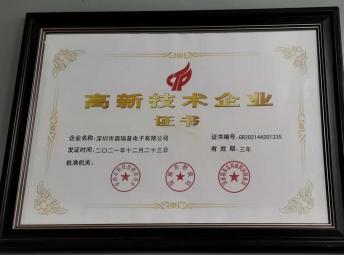 高新技术企业
证书
企业名称:深圳市森瑞普电子有限公司 证书编号:GR202144201335
发证时间:二〇二一年十二月二十三日 有效期:三年
批准机关: